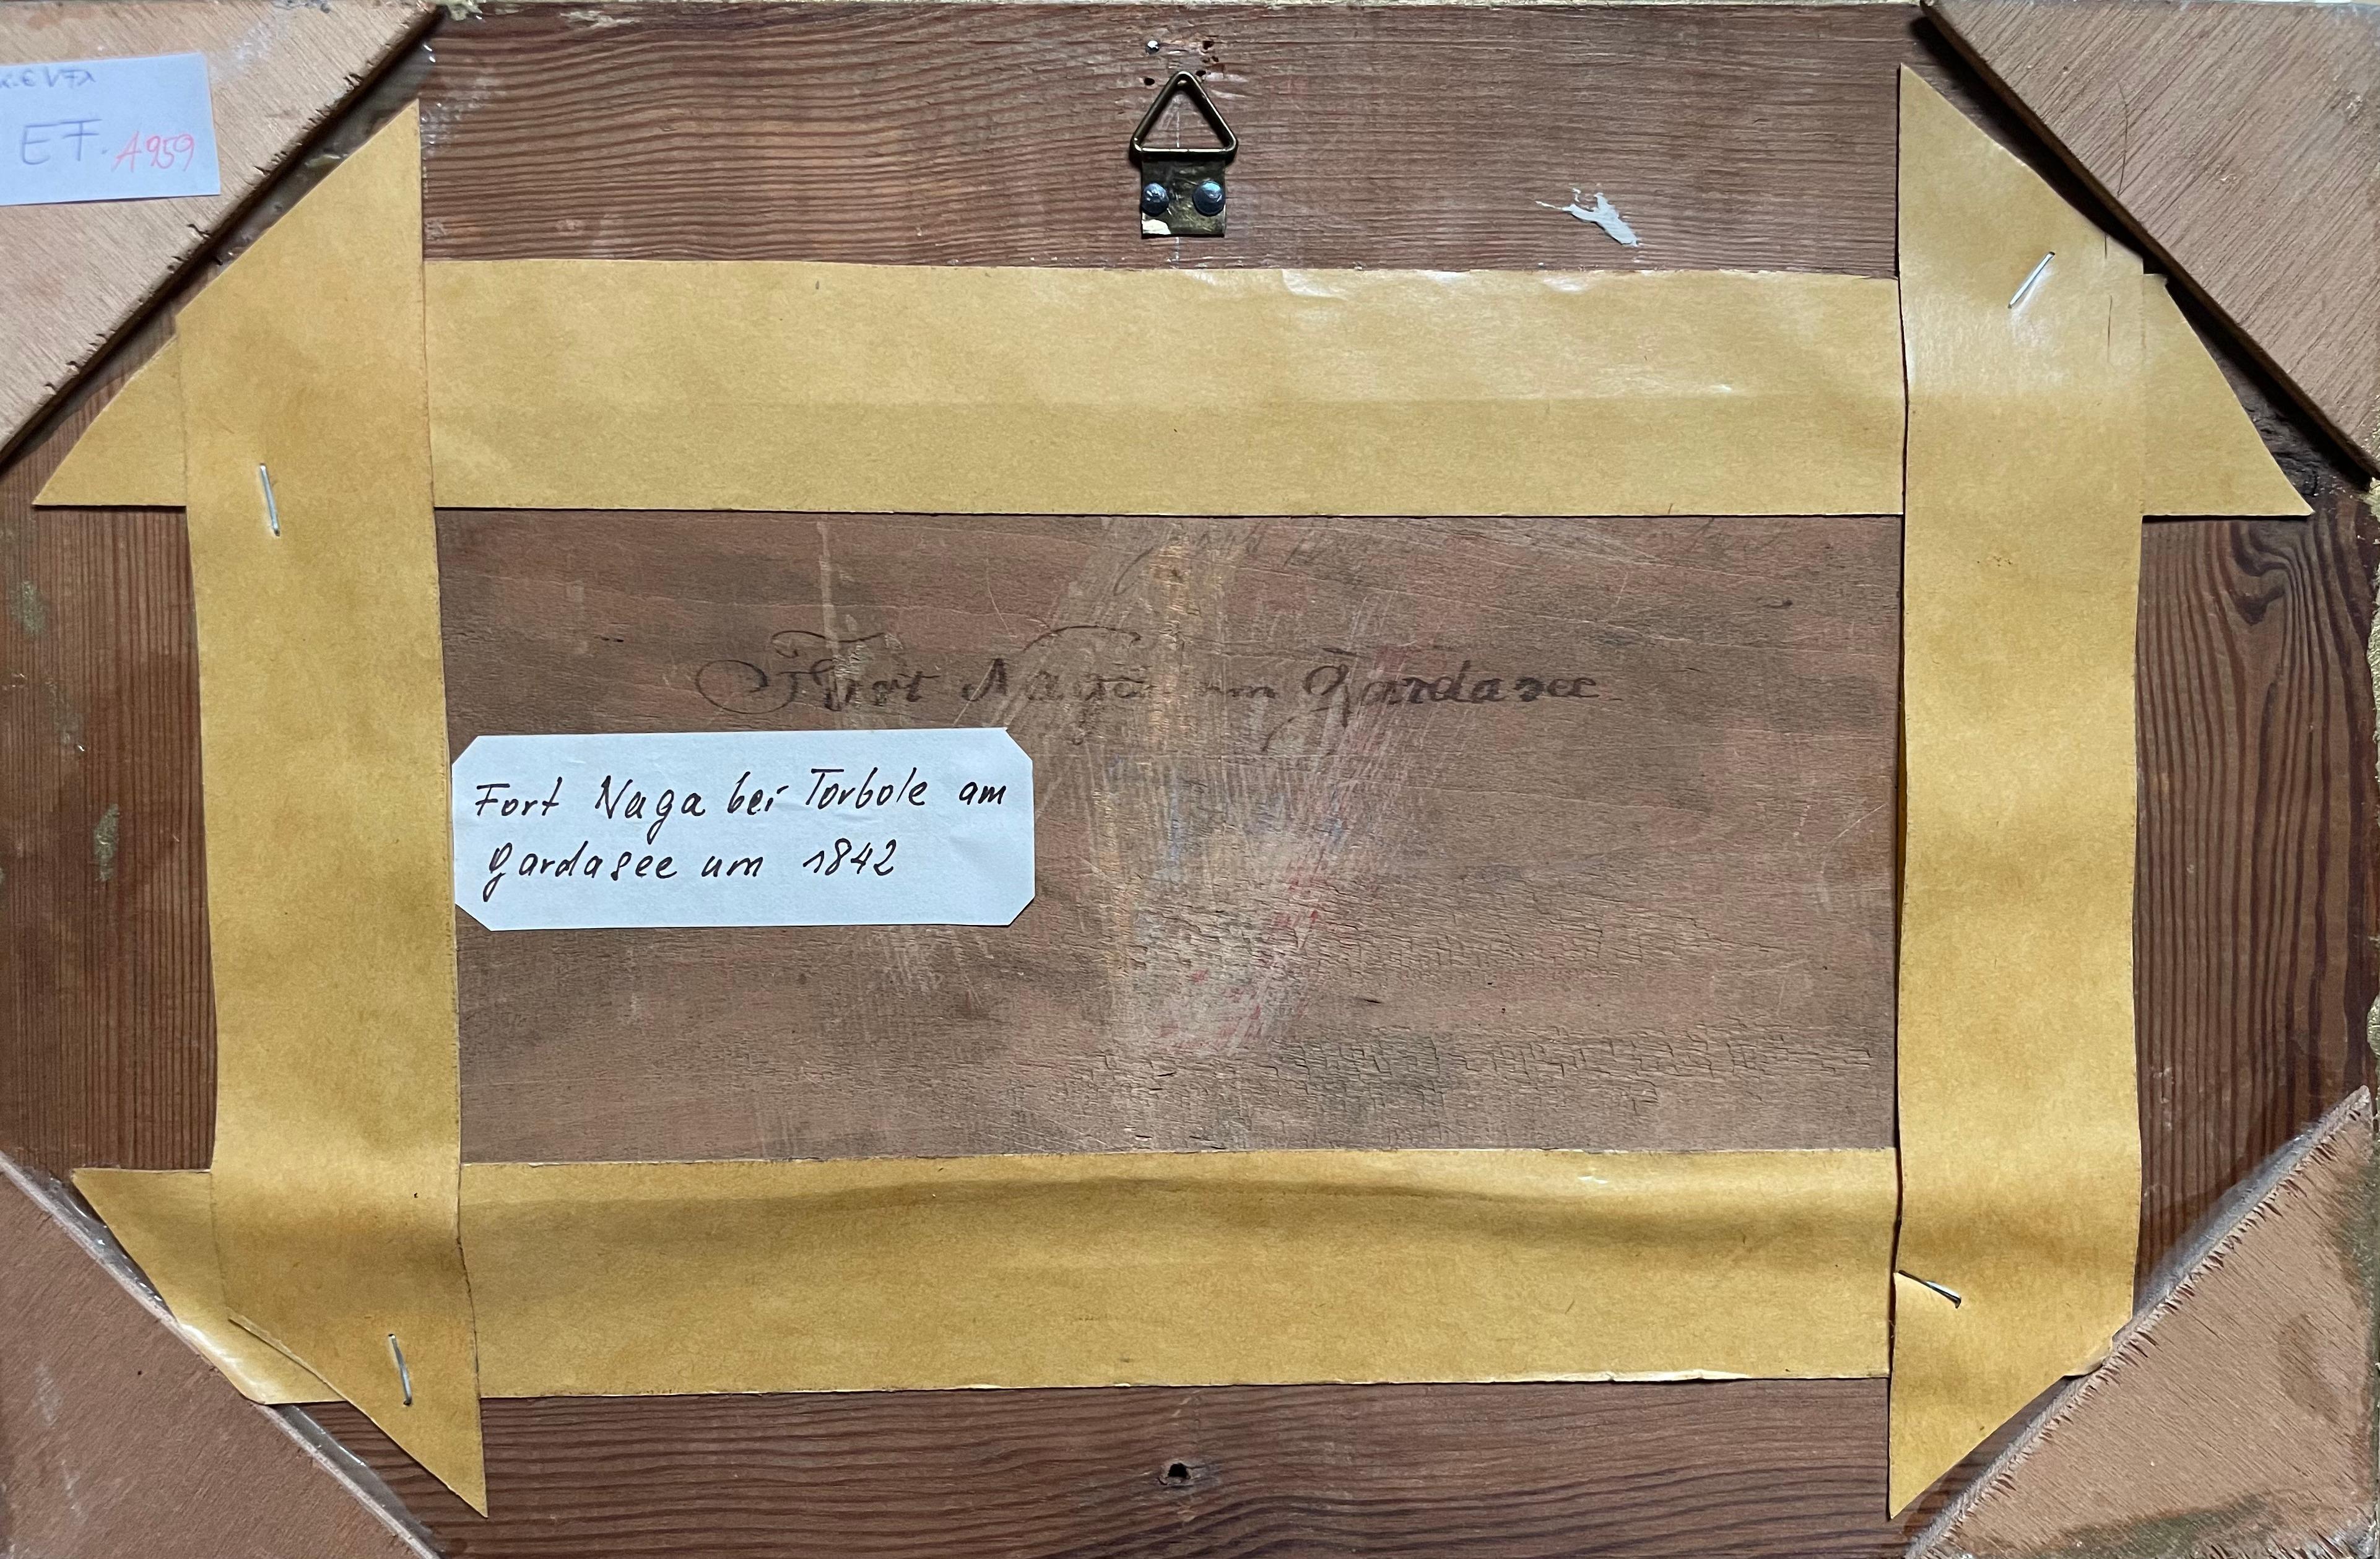 EF. A959
Fort Naga am Gardasee
Fort Naga bei Torbole am
Gardasee um 1842